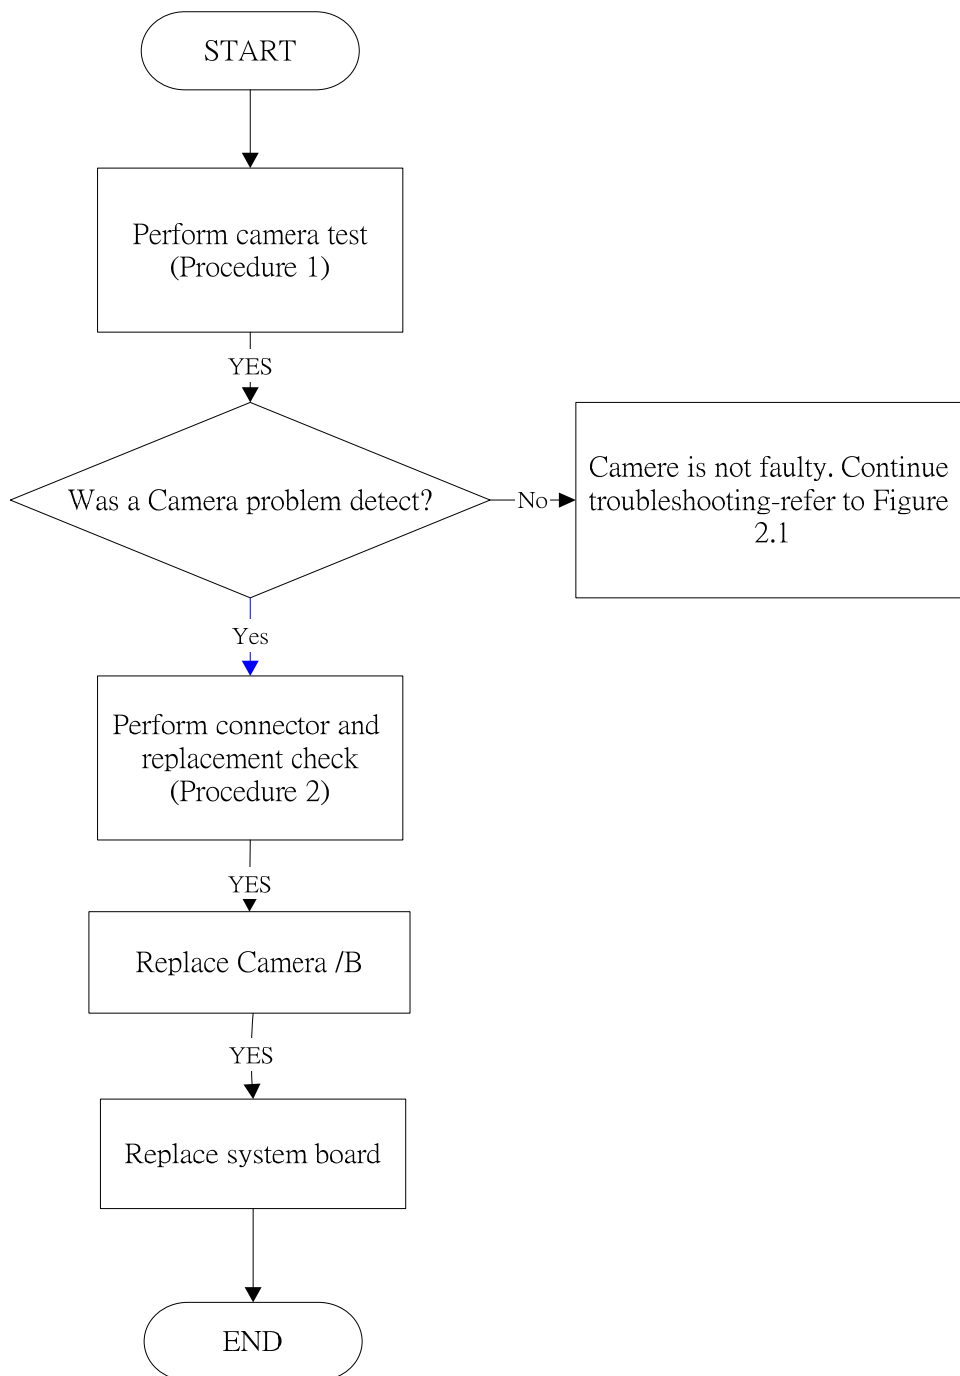 START
Perform camera test
(Procedure 1)
YES
Was a Camera problem detect?
No
Camere is not faulty. Continue
troubleshooting-refer to Figure
2.1
Yes
Perform connector and
replacement check
(Procedure 2)
YES
Replace Camera /B
YES
Replace system board
END